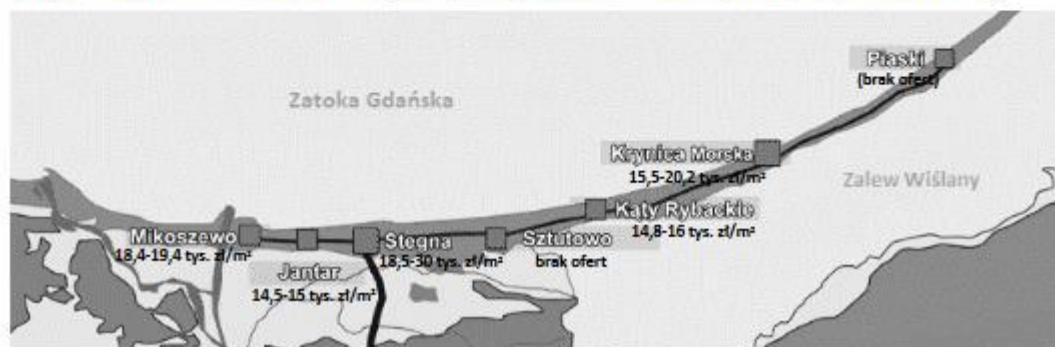 Piaski
(brak ofert)
Zatoka Gdańska
Krynica Morska
15,5-20,2 tys. zł/m²
Zalew Wiślany
Kąty Rybackie
14,8-16 tys. zł/m²
Mikoszewo
18,4-19,4 tys. zł/m²
Stegna
18,5-30 tys. zł/m²
Sztutowo
brak ofert
Jantar
14,5-15 tys. zł/m²